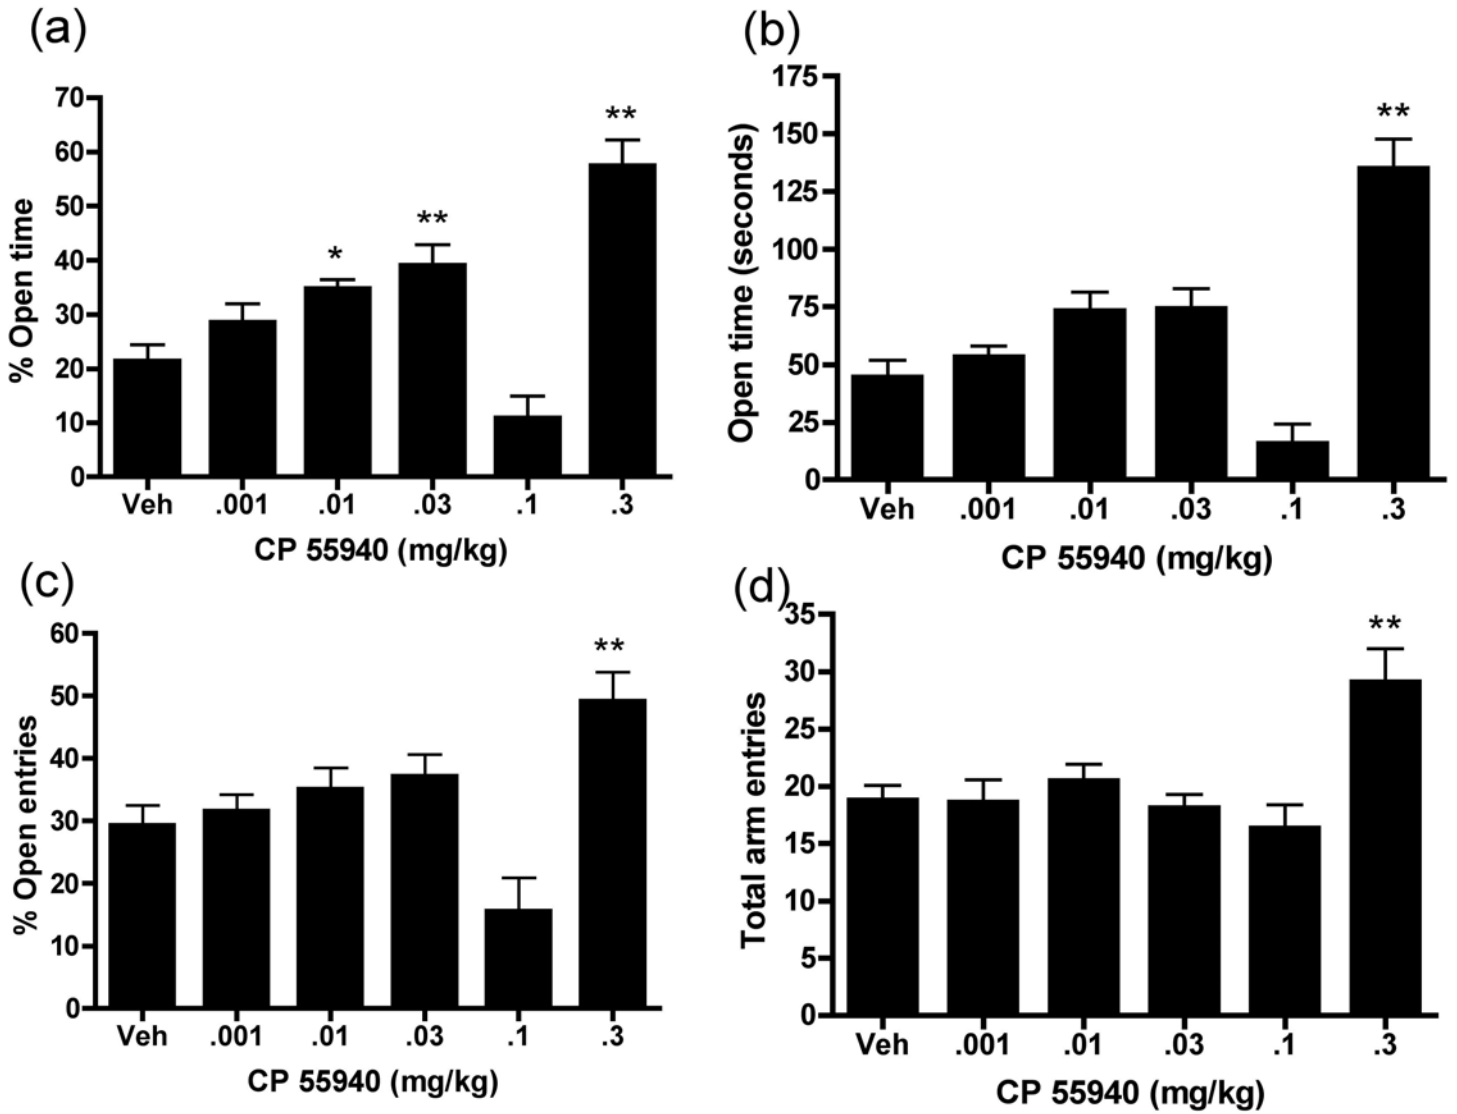 (a)
70
60
50
40
30
20
10
0
% Open time
*
**
**
Veh .001 .01 .03 .1 .3
CP 55940 (mg/kg)
(b)
175
150
125
100
75
50
25
0
Open time (seconds)
**
Veh .001 .01 .03 .1 .3
CP 55940 (mg/kg)
(c)
60
50
40
30
20
10
0
% Open entries
**
Veh .001 .01 .03 .1 .3
CP 55940 (mg/kg)
(d)
35
30
25
20
15
10
5
0
Total arm entries
**
Veh .001 .01 .03 .1 .3
CP 55940 (mg/kg)